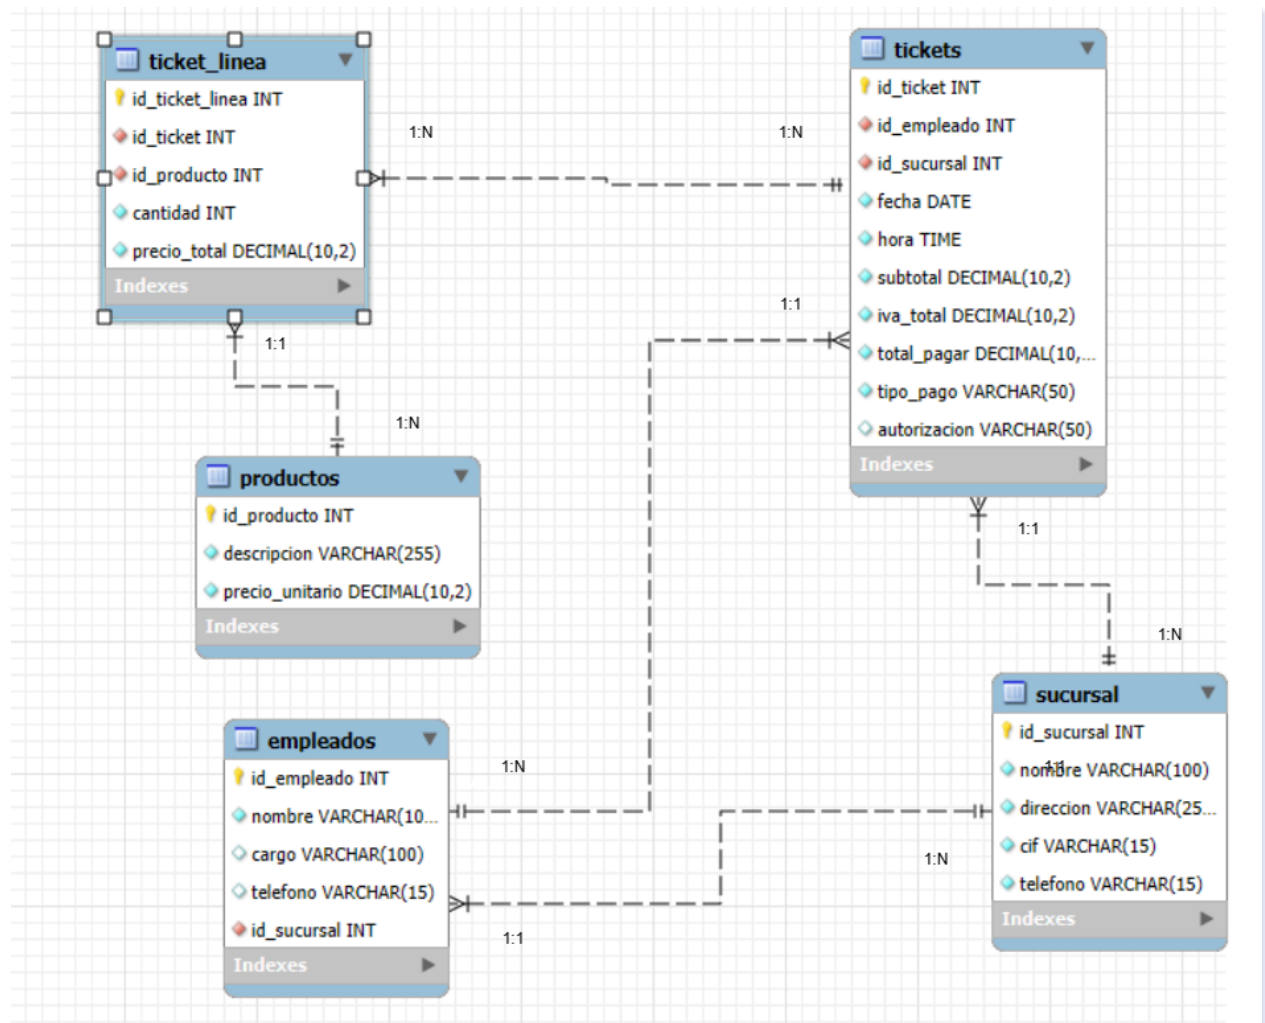 ticket_linea
id_ticket_linea INT
id_ticket INT
id_producto INT
cantidad INT
precio_total DECIMAL(10,2)
Indexes
1:N
1:N
tickets
id_ticket INT
id_empleado INT
id_sucursal INT
fecha DATE
hora TIME
subtotal DECIMAL(10,2)
iva_total DECIMAL(10,2)
total_pagar DECIMAL(10,...
tipo_pago VARCHAR(50)
autorizacion VARCHAR(50)
Indexes
1:1
1:1
1:N
productos
id_producto INT
descripcion VARCHAR(255)
precio_unitario DECIMAL(10,2)
Indexes
1:1
1:N
sucursal
id_sucursal INT
nombre VARCHAR(100)
1:1
direccion VARCHAR(25...
cif VARCHAR(15)
telefono VARCHAR(15)
Indexes
empleados
id_empleado INT
nombre VARCHAR(10...
cargo VARCHAR(100)
telefono VARCHAR(15)
id_sucursal INT
Indexes
1:N
1:N
1:1